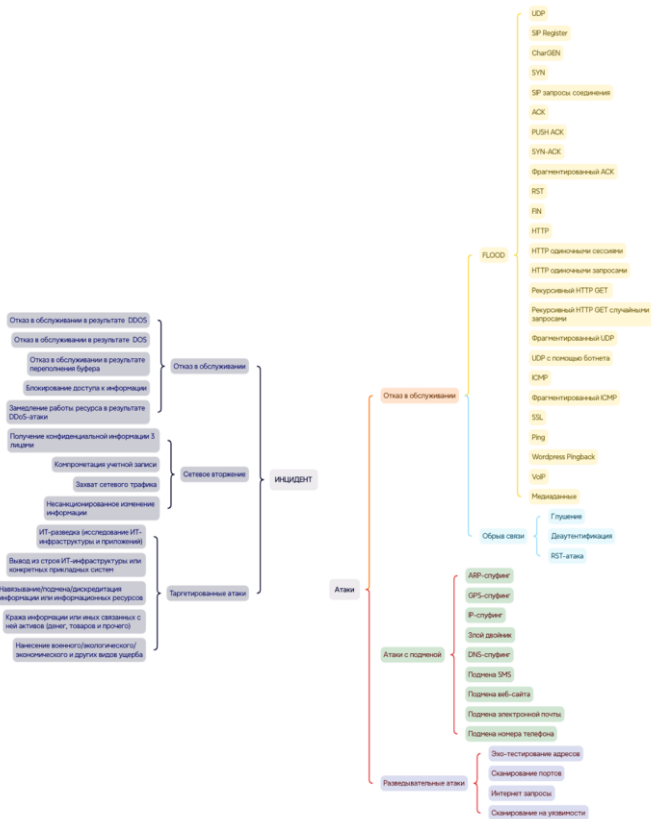 ИНЦИДЕНТ
Отказ в обслуживании
Отказ в обслуживании в результате DDOS
Отказ в обслуживании в результате DOS
Отказ в обслуживании в результате
переполнения буфера
Блокирование доступа к информации
Замедление работы ресурса в результате
DDoS-атаки
Сетевое вторжение
Получение конфиденциальной информации 3
лицами
Компрометация учетной записи
Захват сетевого трафика
Несанкционированное изменение
информации
Таргетированные атаки
ИТ-разведка (исследование ИТ-
инфраструктуры и приложений)
Вывод из строя ИТ-инфраструктуры или
конкретных прикладных систем
Навязывание/подмена/дискредитация
информации или информационных ресурсов
Кража информации или иных связанных с
ней активов (денег, товаров и прочего)
Нанесение военного/экологического/
экономического и других видов ущерба
Атаки
Отказ в обслуживании
FLOOD
UDP
SIP Register
CharGEN
SYN
SIP запросы соединения
ACK
PUSH ACK
SYN-ACK
Фрагментированный ACK
RST
FIN
HTTP
HTTP одиночными сессиями
HTTP одиночными запросами
Рекурсивный HTTP GET
Рекурсивный HTTP GET случайными
запросами
Фрагментированный UDP
UDP с помощью ботнета
ICMP
Фрагментированный ICMP
SSL
Ping
Wordpress Pingback
VoIP
Медиаданные
Обрыв связи
Глушение
Деаутентификация
RST-атака
Атаки с подменой
ARP-спуфинг
GPS-спуфинг
IP-спуфинг
Злой двойник
DNS-спуфинг
Подмена SMS
Подмена веб-сайта
Подмена электронной почты
Подмена номера телефона
Разведывательные атаки
Эхо-тестирование адресов
Сканирование портов
Интернет запросы
Сканирование на уязвимости